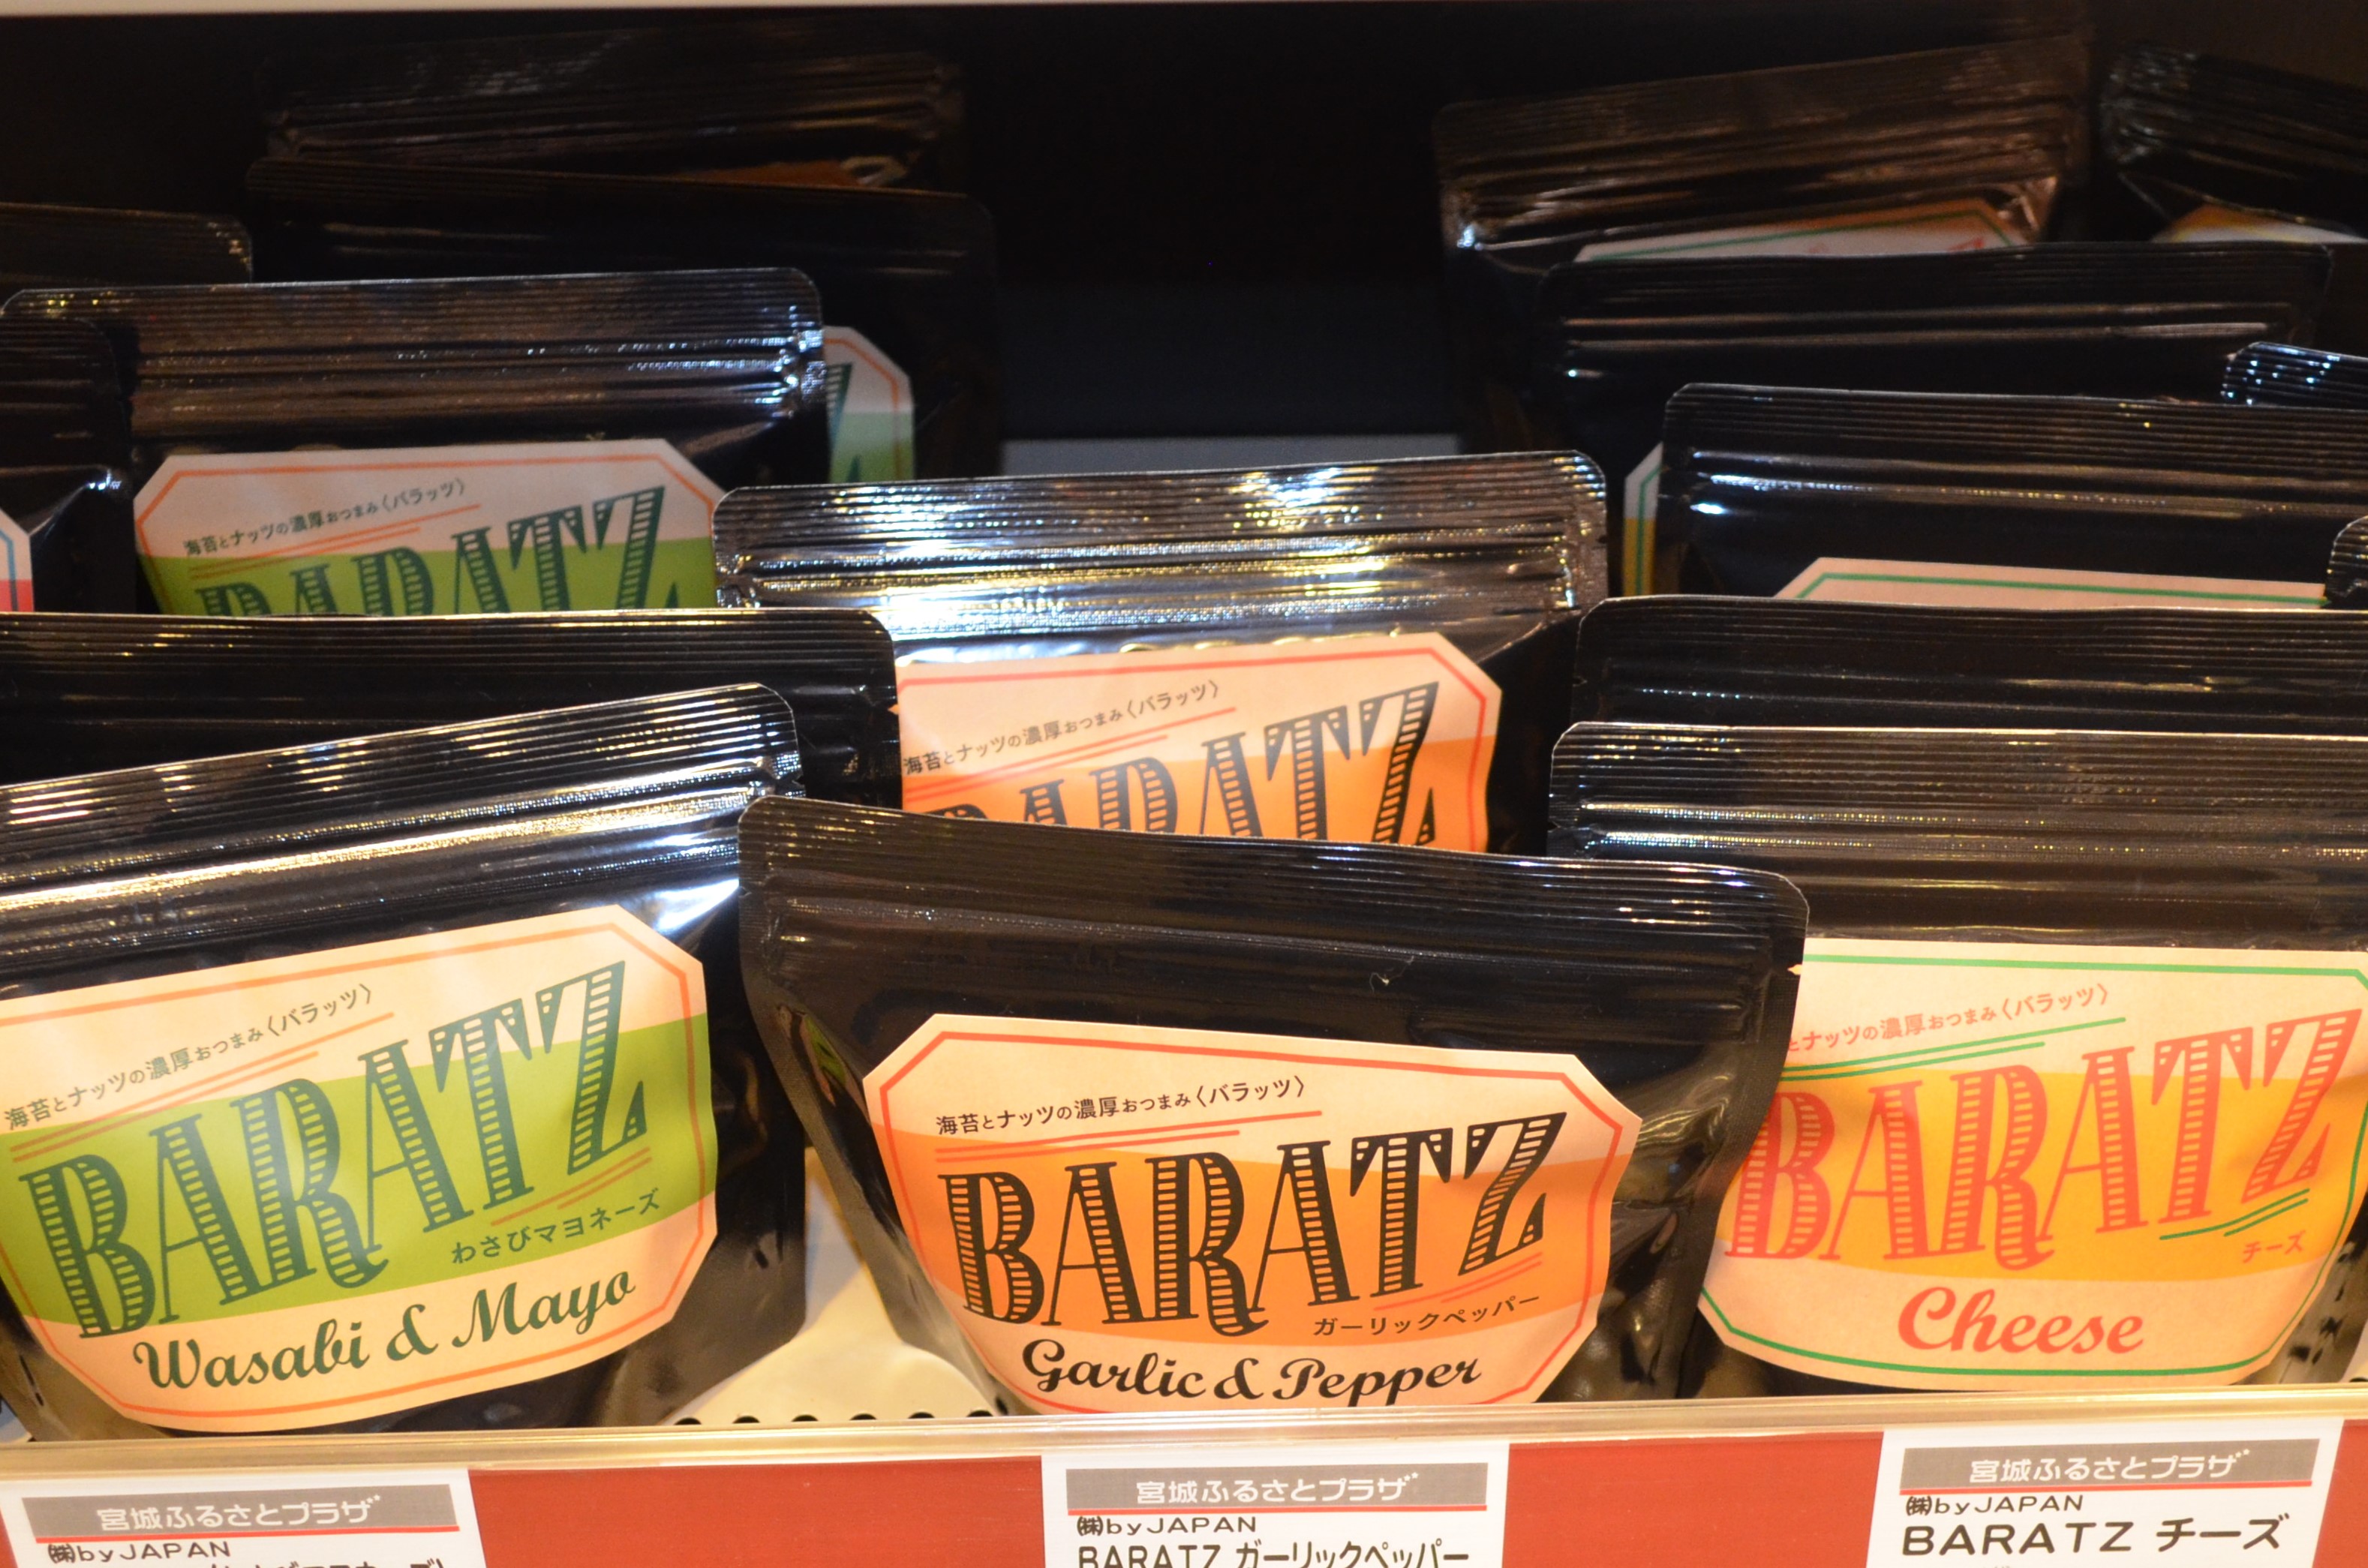 海苔とナッツの濃厚おつまみ〈バラッツ〉
BARATZ
海苔とナッツの濃厚おつまみ〈バラッツ〉
BARATZ
海苔とナッツの濃厚おつまみ〈バラッツ〉
BARATZ
わさびマヨネーズ
Wasabi & Mayo
海苔とナッツの濃厚おつまみ〈バラッツ〉
BARATZ
ガーリックペッパー
Garlic & Pepper
とナッツの濃厚おつまみ〈バラッツ〉
BARATZ
チーズ
Cheese
宮城ふるさとプラザ
㈱byJAPAN
宮城ふるさとプラザ
㈱byJAPAN
BARATZ ガーリックペッパー
宮城ふるさとプラザ
㈱byJAPAN
BARATZ チーズ